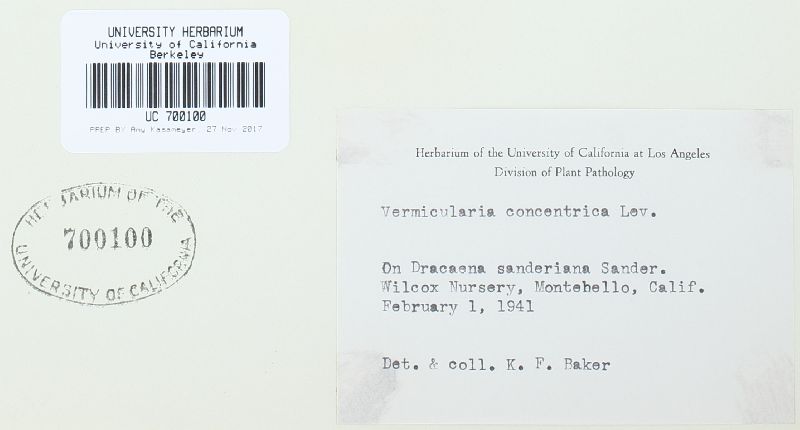 UNIVERSITY HERBARIUM
University of California
Berkeley
UC 700100
PREP BY Amy Kasameyer 27 Nov 2017
HERBARIUM OF THE
700100
UNIVERSITY OF CALIFORNIA
Herbarium of the University of California at Los Angeles
Division of Plant Pathology
Vermicularia concentrica Lev.
On Dracaena sanderiana Sander.
Wilcox Nursery, Montebello, Calif.
February 1, 1941
Det. & coll. K. F. Baker